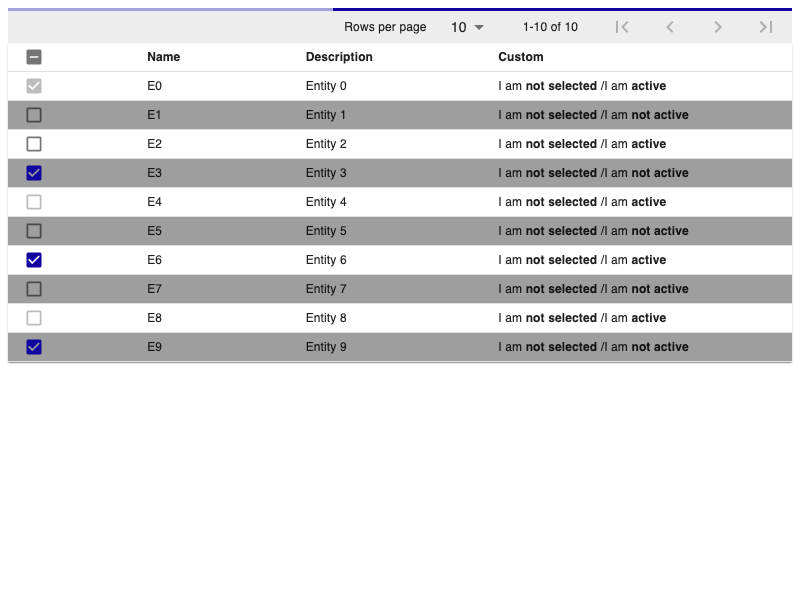 Rows per page 10 1-10 of 10
Name Description Custom
E0 Entity 0 I am not selected /I am active
E1 Entity 1 I am not selected /I am not active
E2 Entity 2 I am not selected /I am active
E3 Entity 3 I am not selected /I am not active
E4 Entity 4 I am not selected /I am active
E5 Entity 5 I am not selected /I am not active
E6 Entity 6 I am not selected /I am active
E7 Entity 7 I am not selected /I am not active
E8 Entity 8 I am not selected /I am active
E9 Entity 9 I am not selected /I am not active